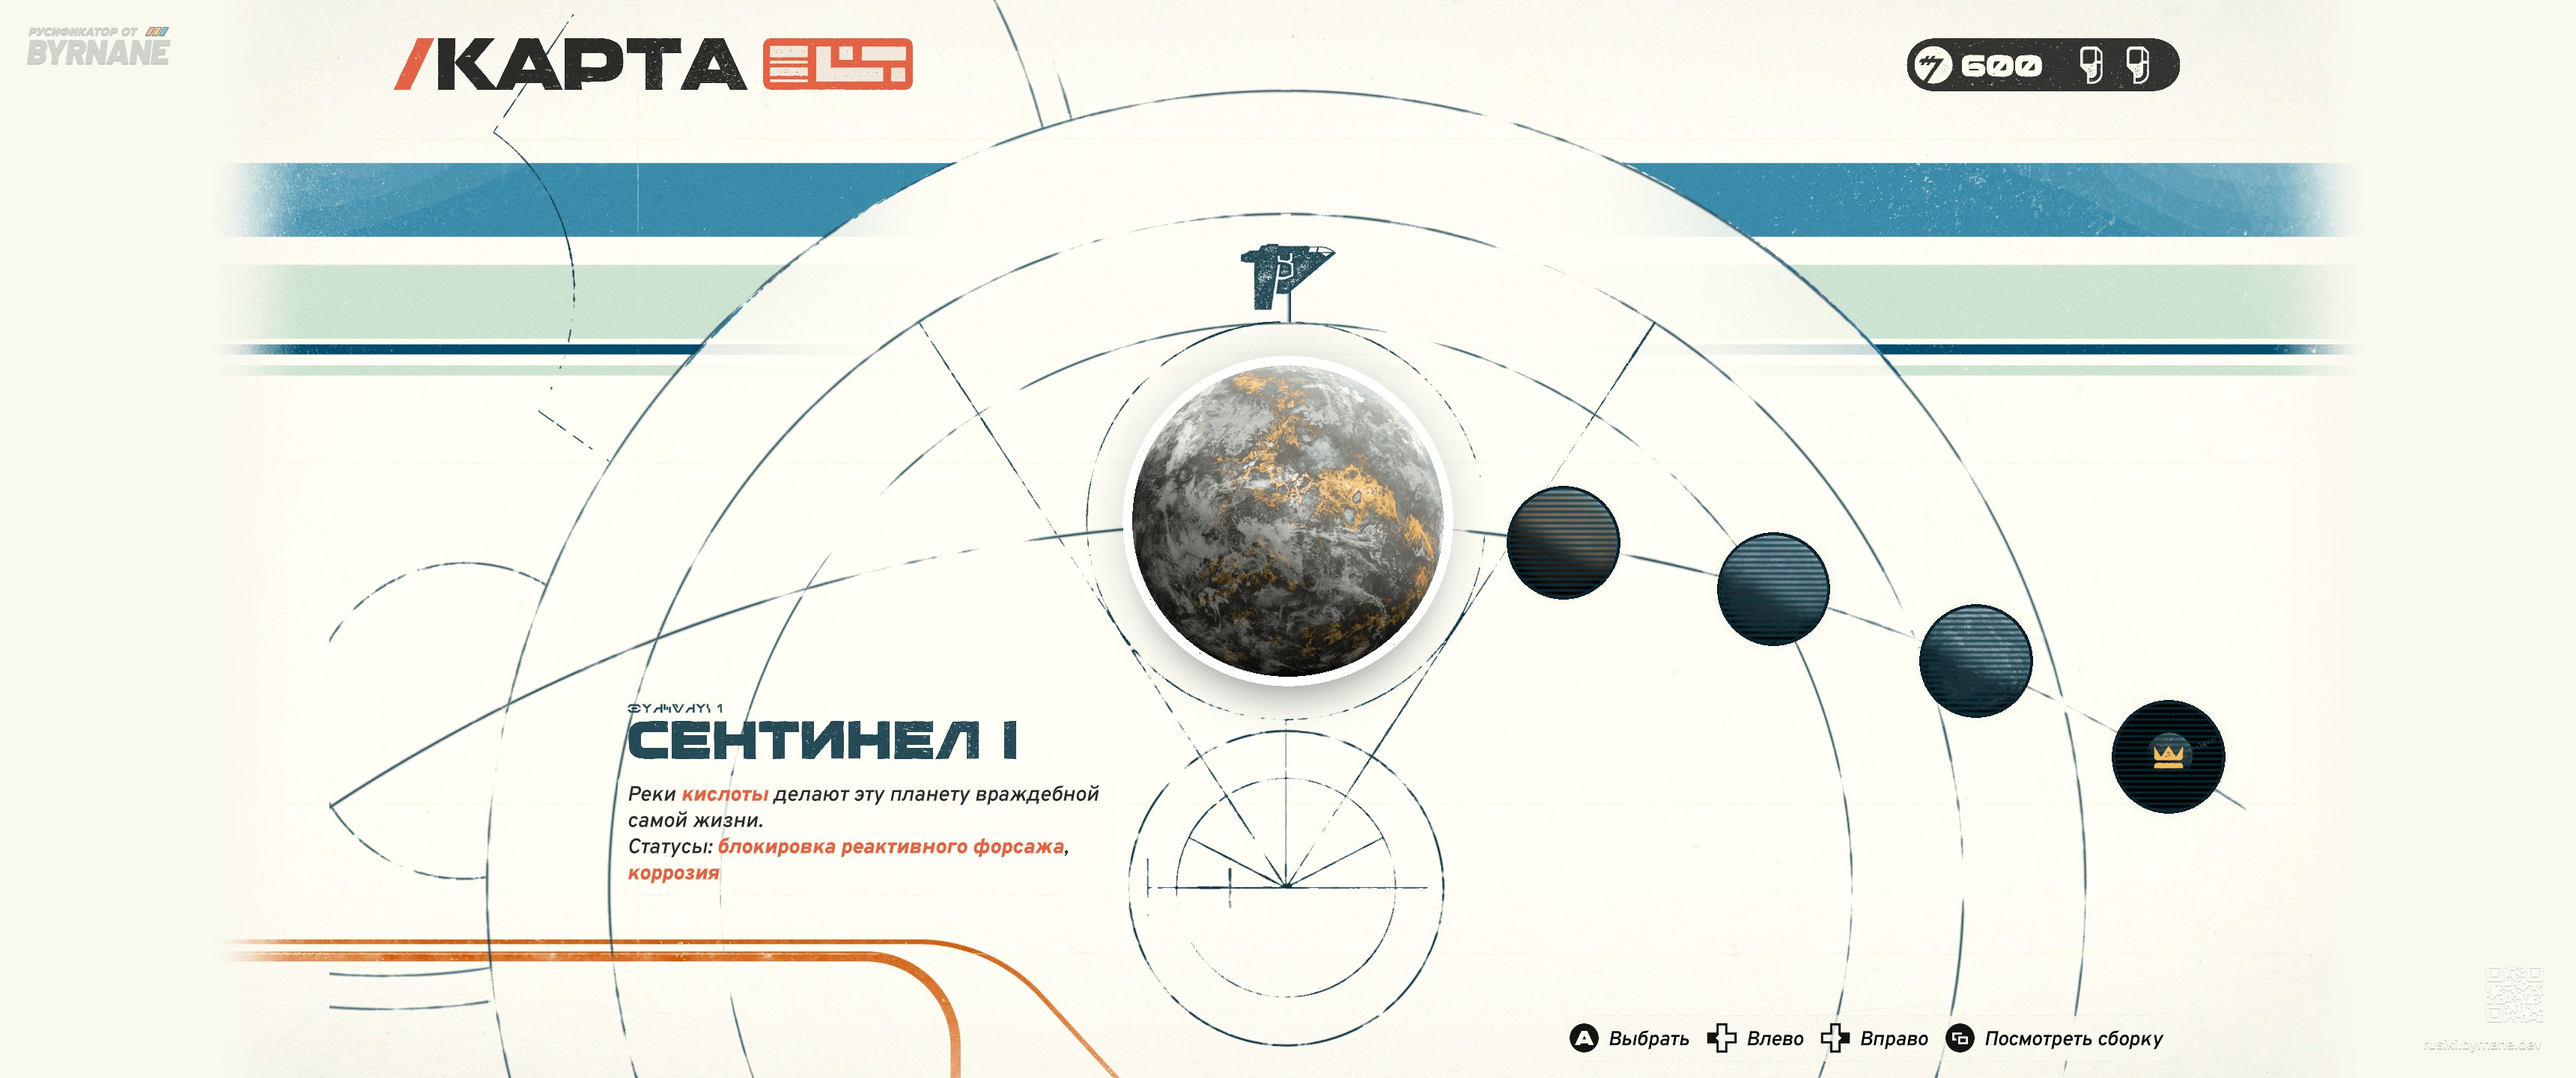 РУСИФИКАТОР ОТ
BYRNANE
/КАРТА
600
СЕНТИНЕЛ I
Реки кислоты делают эту планету враждебной
самой жизни.
Статусы: блокировка реактивного форсажа,
коррозия
A Выбрать Влево Вправо Посмотреть сборку
rusiki.byrnane.dev